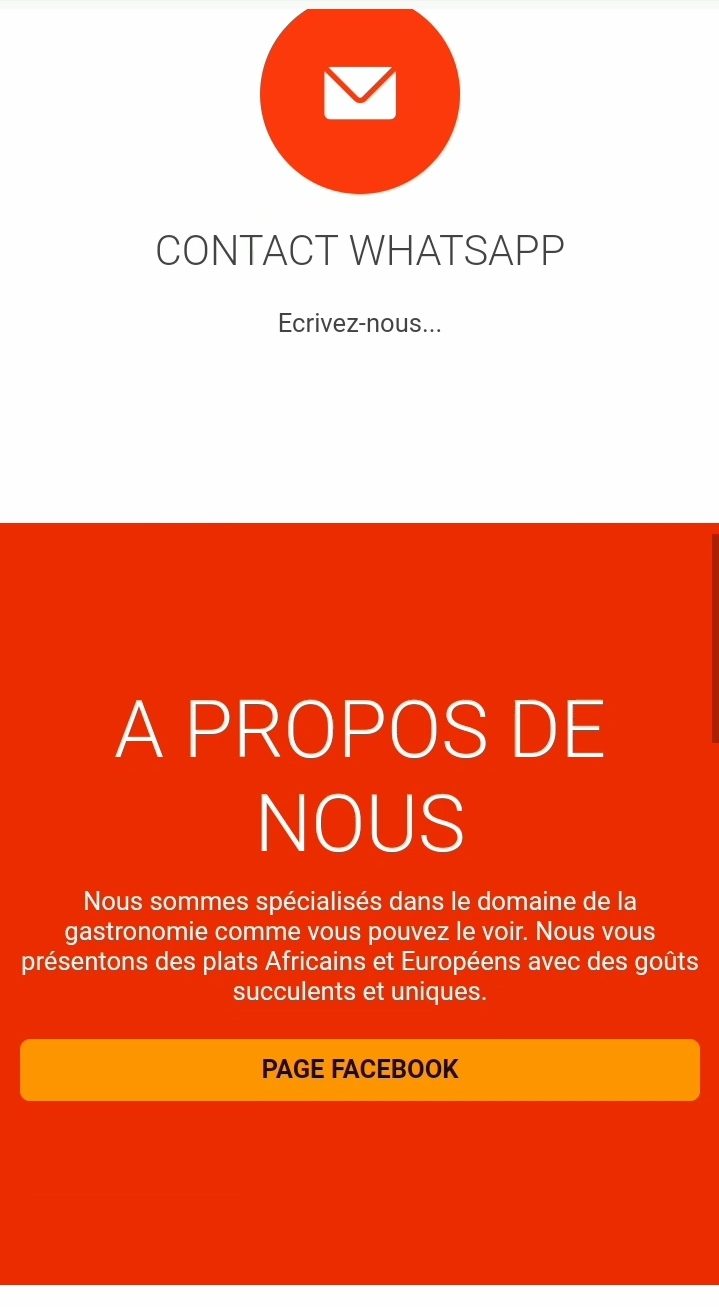 CONTACT WHATSAPP
Ecrivez-nous...
A PROPOS DE
NOUS
Nous sommes spécialisés dans le domaine de la
gastronomie comme vous pouvez le voir. Nous vous
présentons des plats Africains et Européens avec des goûts
succulents et uniques.
PAGE FACEBOOK